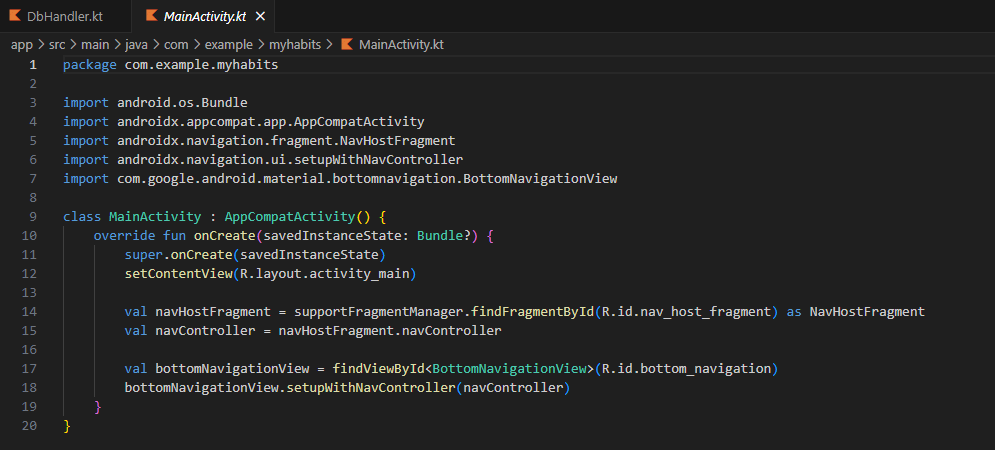 DbHandler.kt
MainActivity.kt ×
app > src > main > java > com > example > myhabits > MainActivity.kt
1 package com.example.myhabits
2
3 import android.os.Bundle
4 import androidx.appcompat.app.AppCompatActivity
5 import androidx.navigation.fragment.NavHostFragment
6 import androidx.navigation.ui.setupWithNavController
7 import com.google.android.material.bottomnavigation.BottomNavigationView
8
9 class MainActivity : AppCompatActivity() {
10     override fun onCreate(savedInstanceState: Bundle?) {
11         super.onCreate(savedInstanceState)
12         setContentView(R.layout.activity_main)
13
14         val navHostFragment = supportFragmentManager.findFragmentById(R.id.nav_host_fragment) as NavHostFragment
15         val navController = navHostFragment.navController
16
17         val bottomNavigationView = findViewById<BottomNavigationView>(R.id.bottom_navigation)
18         bottomNavigationView.setupWithNavController(navController)
19     }
20 }